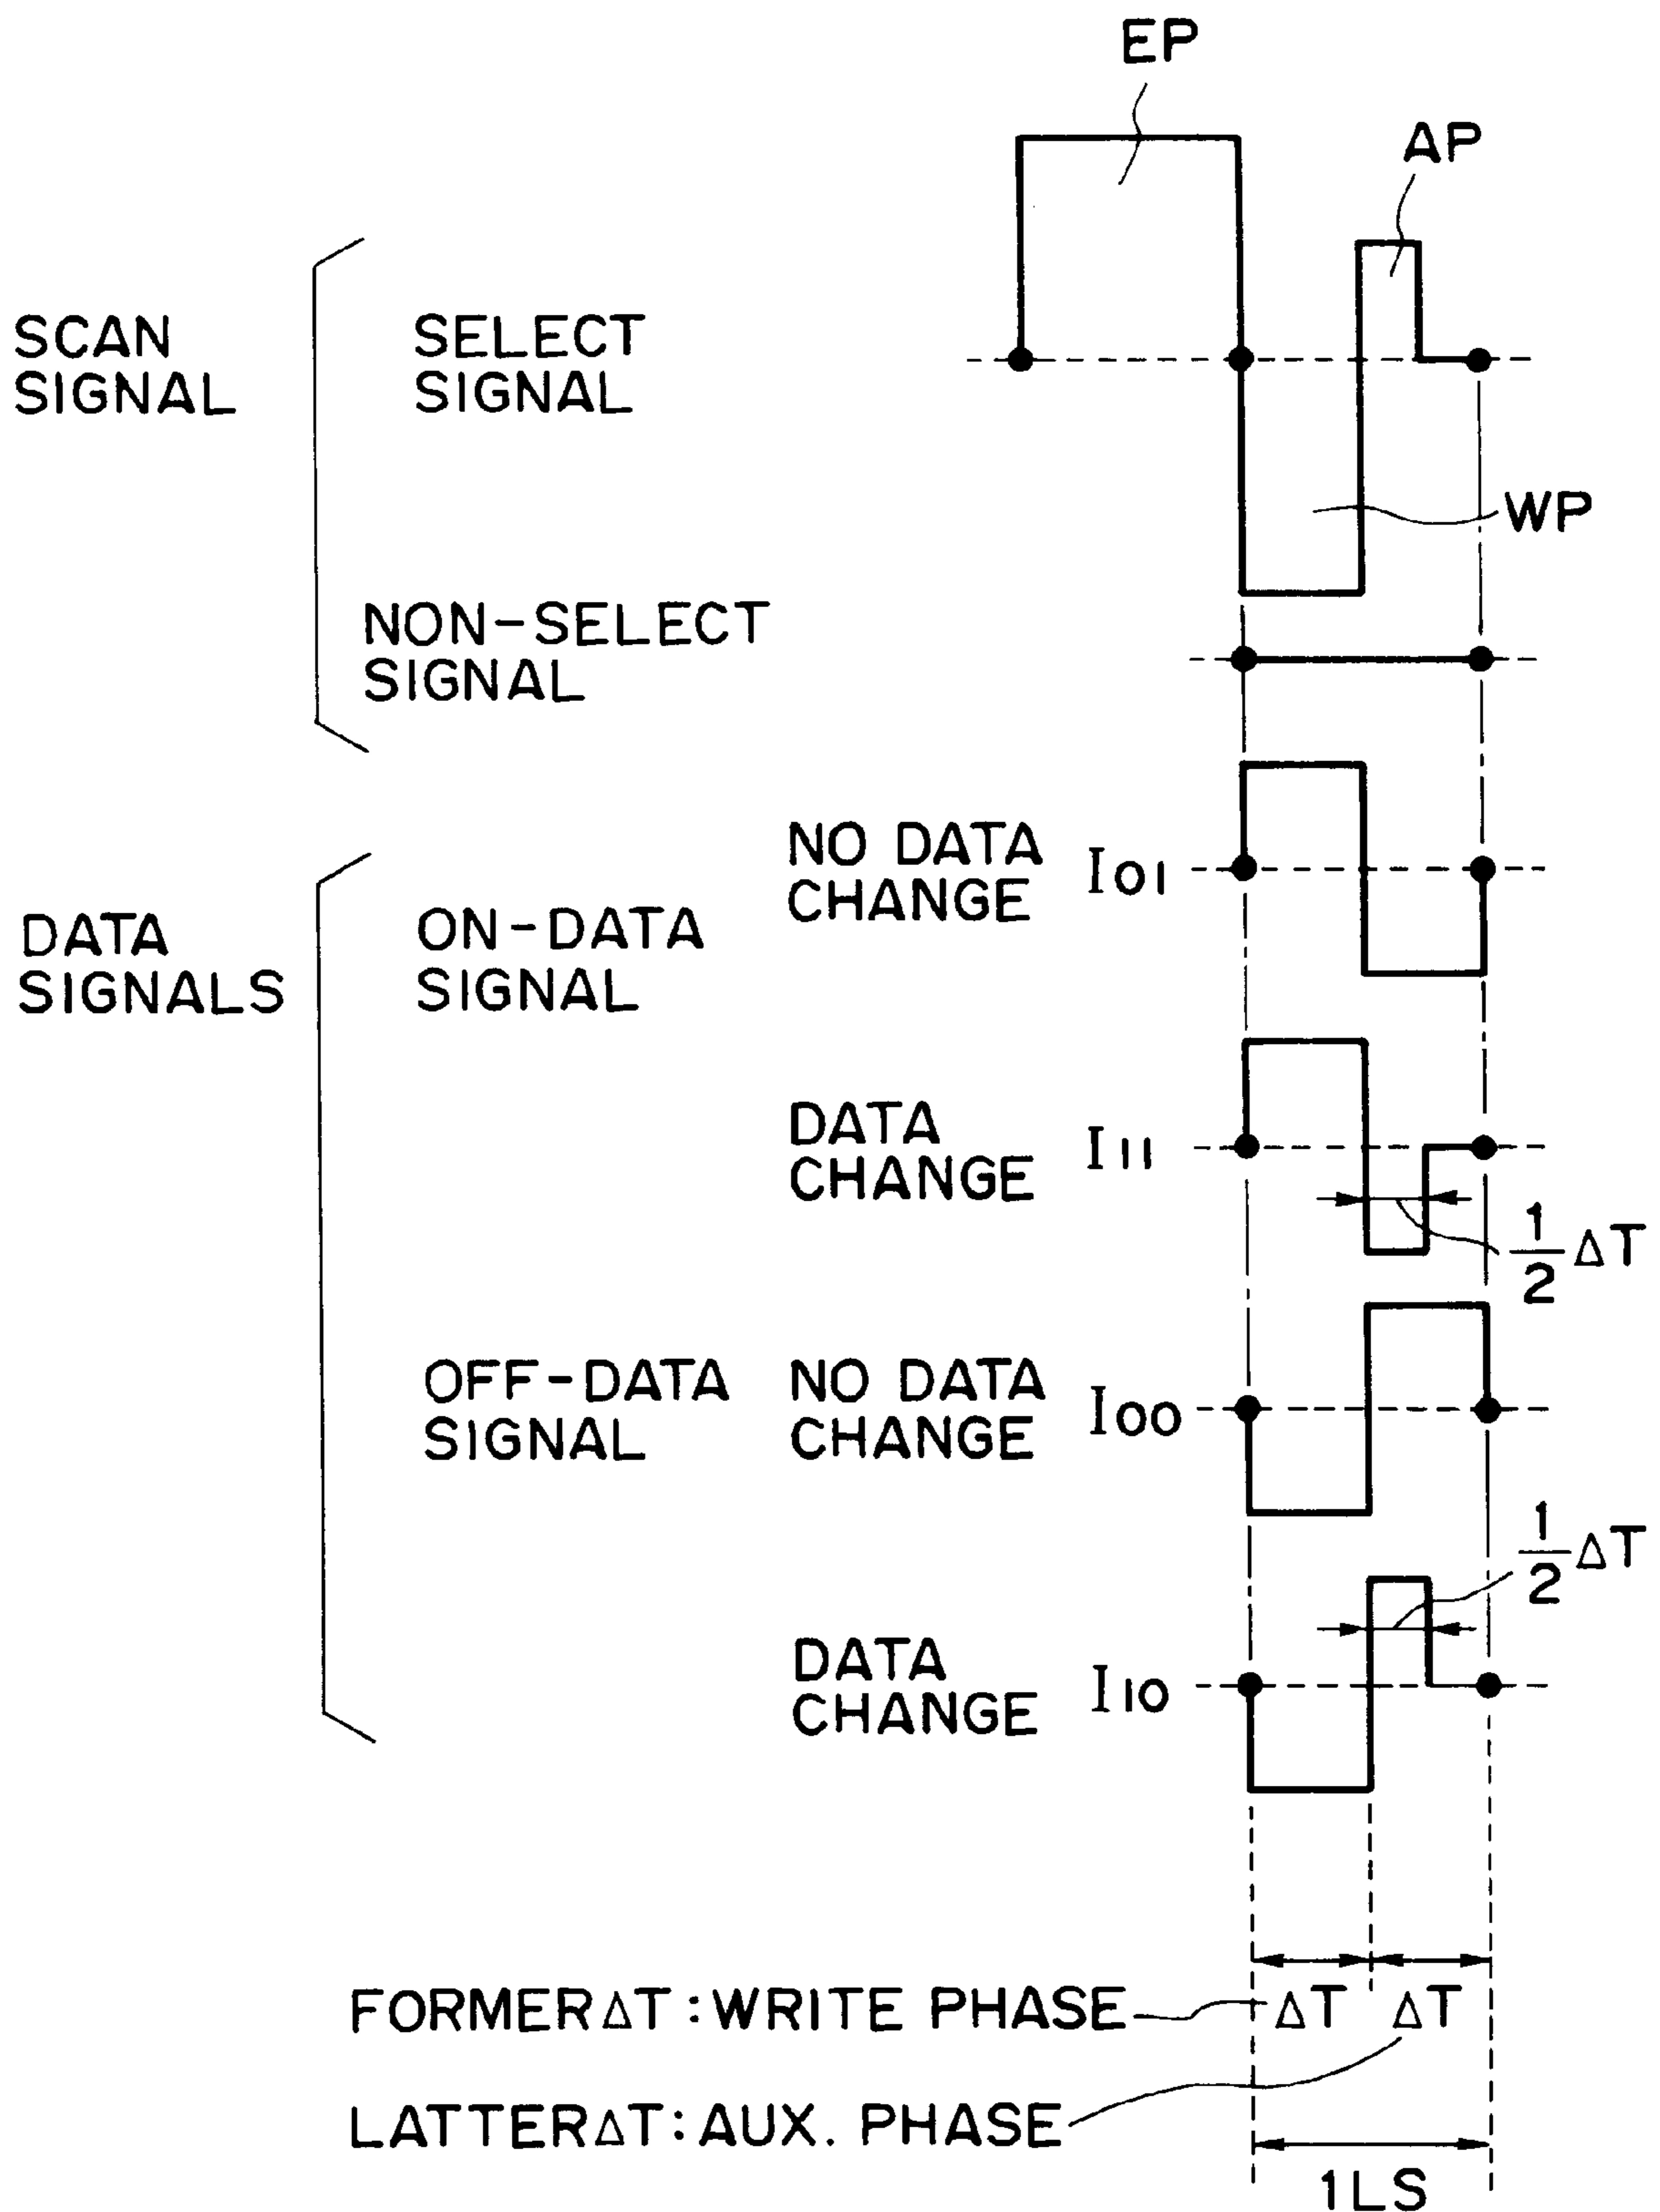 EP
AP
SCAN
SIGNAL
SELECT
SIGNAL
WP
NON-SELECT
SIGNAL
NO DATA
CHANGE
I01
DATA
SIGNALS
ON-DATA
SIGNAL
DATA
CHANGE
I11
1/2 ΔT
OFF-DATA
SIGNAL
NO DATA
CHANGE
I00
1/2 ΔT
DATA
CHANGE
I10
FORMERΔT:WRITE PHASE
ΔT ΔT
LATTERΔT:AUX. PHASE
1LS